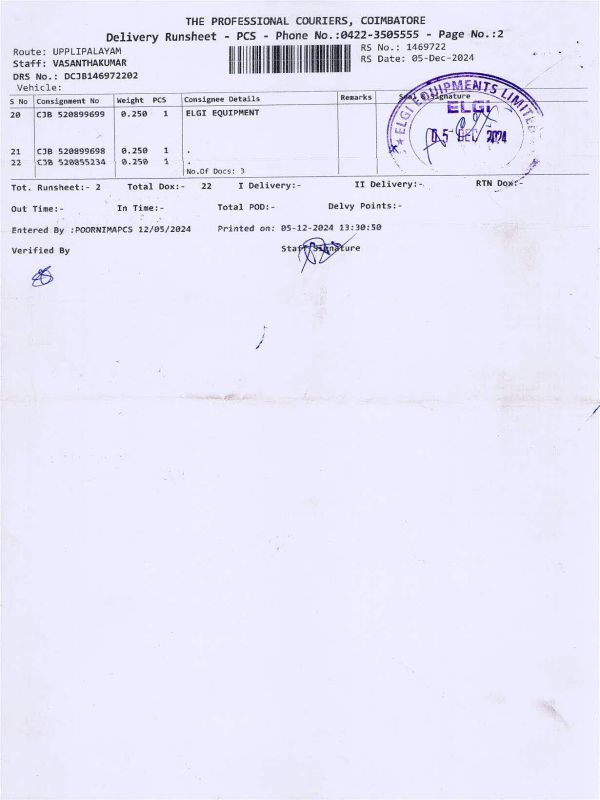 THE PROFESSIONAL COURIERS, COIMBATORE
Delivery Runsheet - PCS - Phone No.:0422-3505555 - Page No.:2
Route: UPPLIPALAYAM
RS No.: 1469722
Staff: VASANTHAKUMAR
RS Date: 05-Dec-2024
DRS No.: DCJB146972202
Vehicle:
S No Consignment No Weight PCS Consignee Details Remarks Seal & Signature
20 CJB 520899699 0.250 1 ELGI EQUIPMENT
21 CJB 520899698 0.250 1 .
22 CJB 520855234 0.250 1 .
No.Of Docs: 3
ELGI EQUIPMENTS LIMITED
ELGI
05 DEC 2024
Tot. Runsheet:- 2 Total Dox:- 22 I Delivery:- II Delivery:- RTN Dox:-
Out Time:- In Time:- Total POD:- Delvy Points:-
Entered By :POORNIMAPCS 12/05/2024 Printed on: 05-12-2024 13:30:50
Verified By Staff Signature